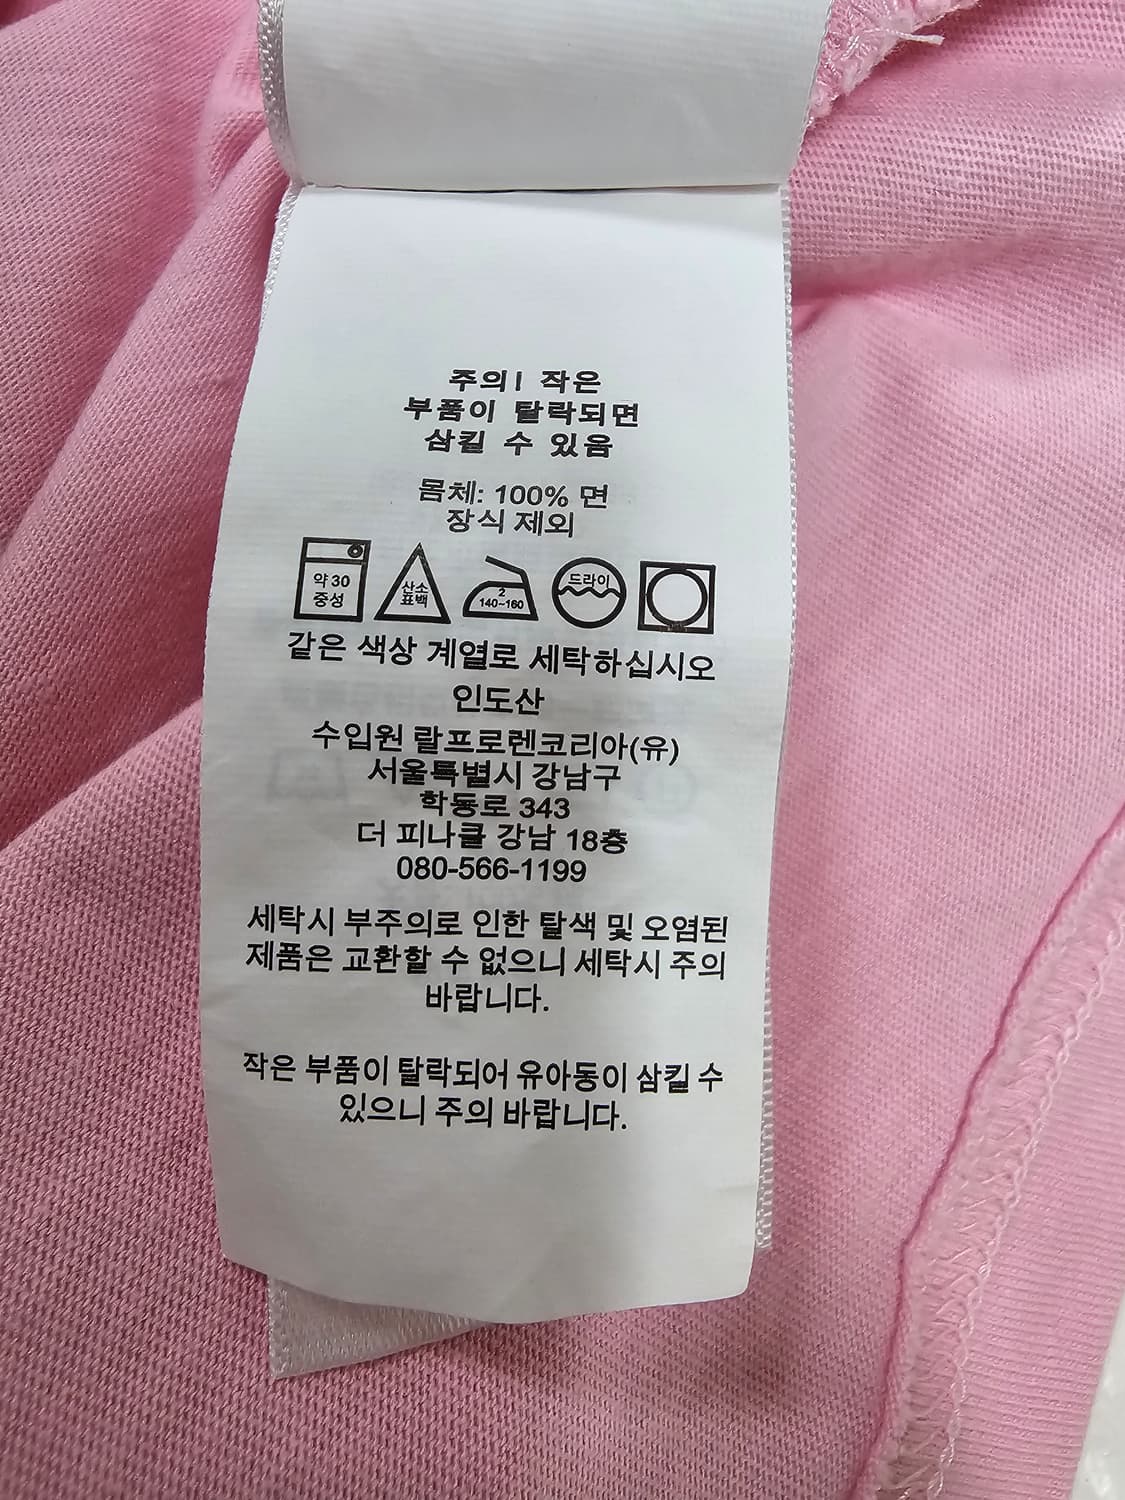 주의! 작은
부품이 탈락되면
삼킬 수 있음
몸체: 100% 면
장식 제외
약 30
중성
산소
표백
2
140~160
드라이
같은 색상 계열로 세탁하십시오
인도산
수입원 랄프로렌코리아(유)
서울특별시 강남구
학동로 343
더 피나클 강남 18층
080-566-1199
세탁시 부주의로 인한 탈색 및 오염된
제품은 교환할 수 없으니 세탁시 주의
바랍니다.
작은 부품이 탈락되어 유아동이 삼킬 수
있으니 주의 바랍니다.